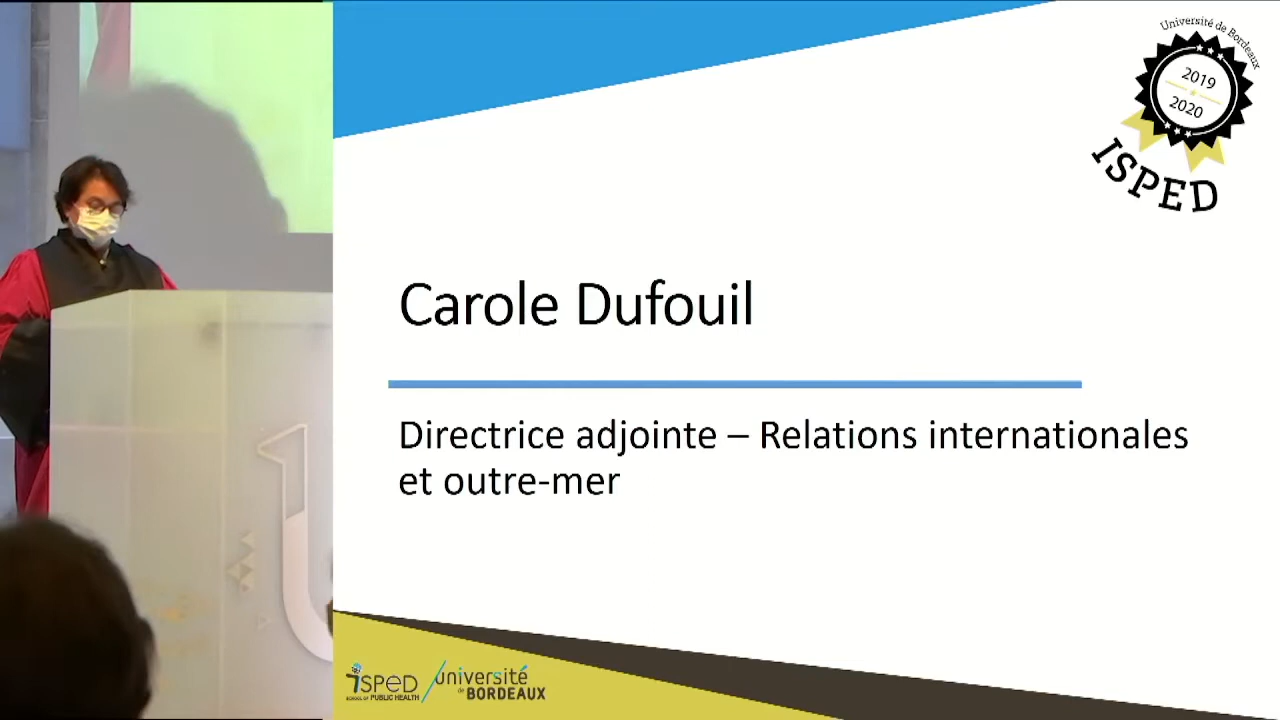 Université de Bordeaux
2019
2020
ISPED
Carole Dufouil
Directrice adjointe – Relations internationales
et outre-mer
isped
SCHOOL OF PUBLIC HEALTH
université
de BORDEAUX